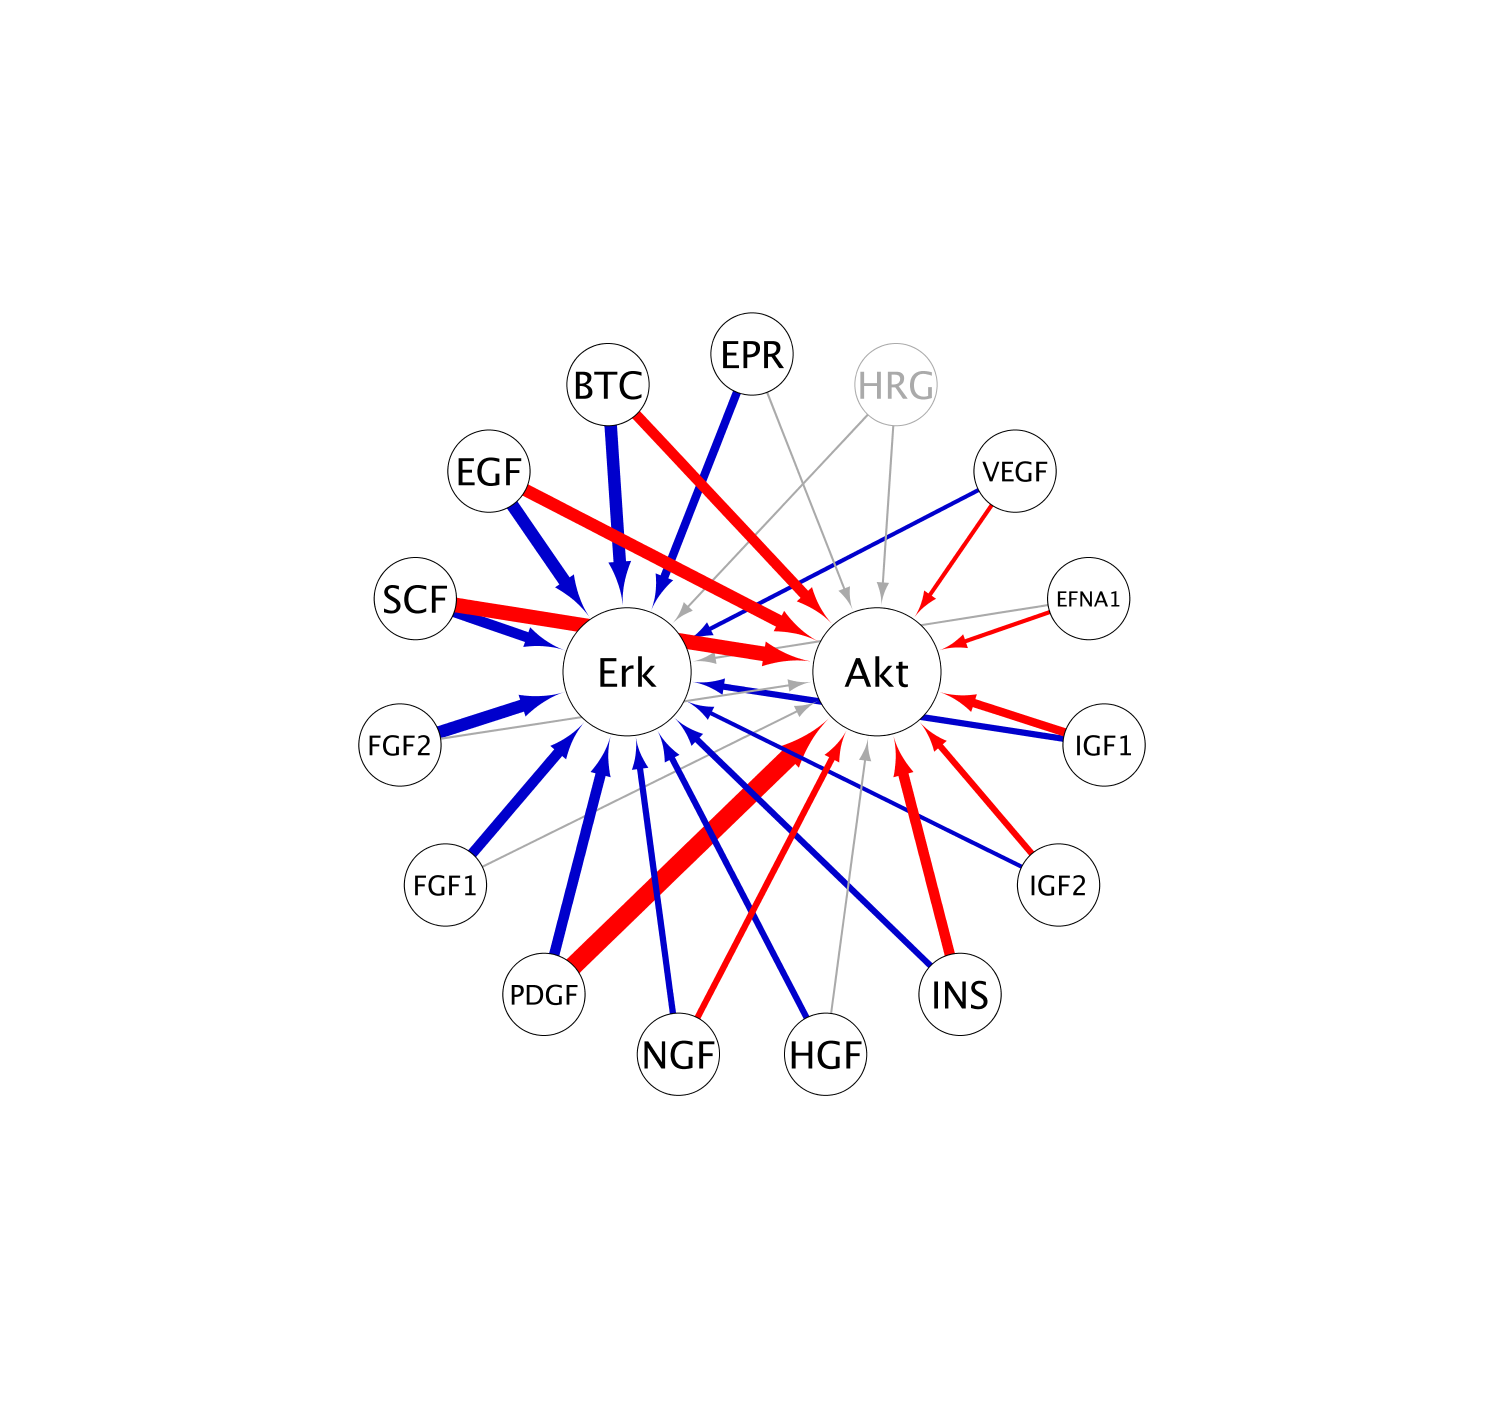 EPR
BTC
HRG
EGF
VEGF
SCF
EFNA1
Erk
Akt
FGF2
IGF1
FGF1
IGF2
PDGF
INS
NGF
HGF